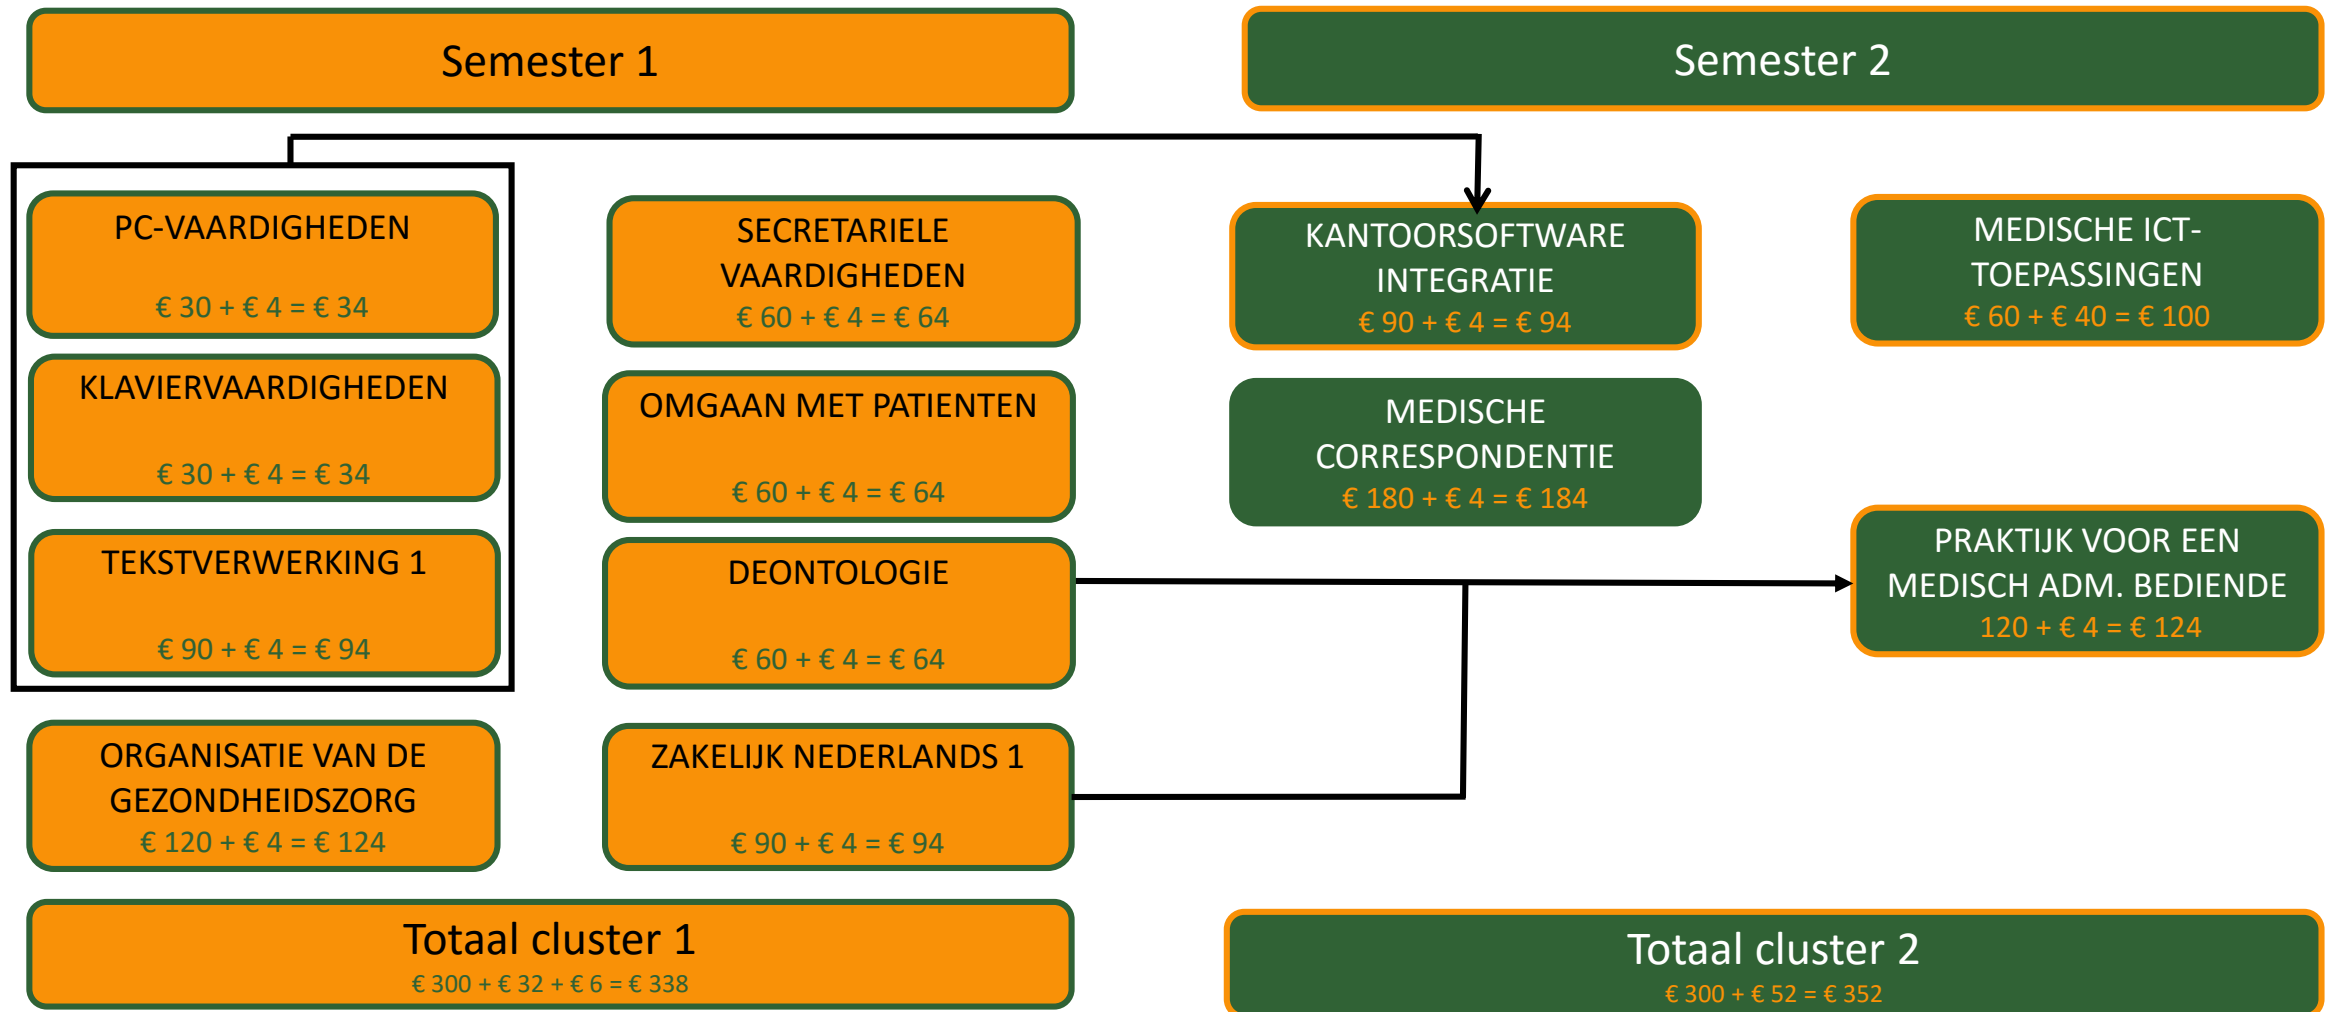 Semester 1
Semester 2
PC-VAARDIGHEDEN
€ 30 + € 4 = € 34
KLAVIERVAARDIGHEDEN
€ 30 + € 4 = € 34
TEKSTVERWERKING 1
€ 90 + € 4 = € 94
ORGANISATIE VAN DE
GEZONDHEIDSZORG
€ 120 + € 4 = € 124
SECRETARIELE
VAARDIGHEDEN
€ 60 + € 4 = € 64
OMGAAN MET PATIENTEN
€ 60 + € 4 = € 64
DEONTOLOGIE
€ 60 + € 4 = € 64
ZAKELIJK NEDERLANDS 1
€ 90 + € 4 = € 94
KANTOORSOFTWARE
INTEGRATIE
€ 90 + € 4 = € 94
MEDISCHE
CORRESPONDENTIE
€ 180 + € 4 = € 184
MEDISCHE ICT-
TOEPASSINGEN
€ 60 + € 40 = € 100
PRAKTIJK VOOR EEN
MEDISCH ADM. BEDIENDE
120 + € 4 = € 124
Totaal cluster 1
€ 300 + € 32 + € 6 = € 338
Totaal cluster 2
€ 300 + € 52 = € 352